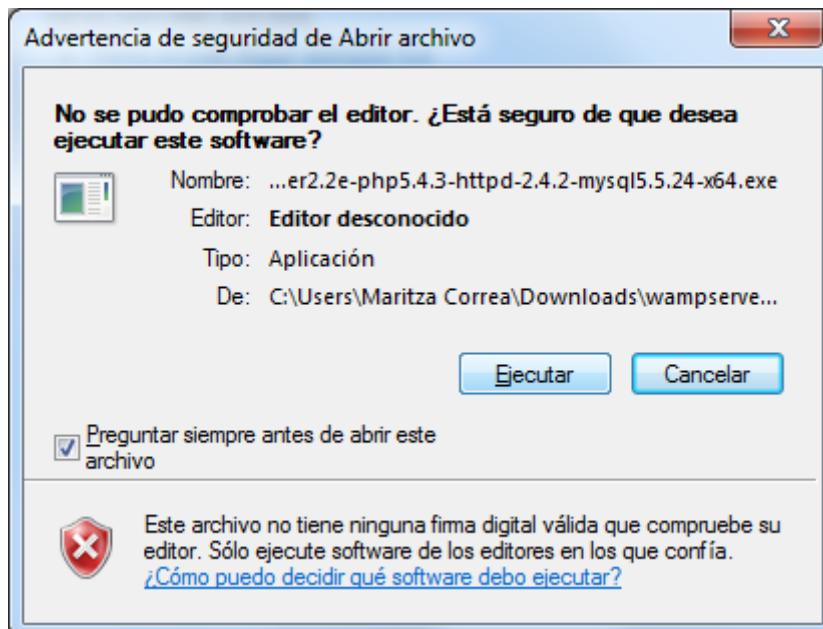 Advertencia de seguridad de Abrir archivo
No se pudo comprobar el editor. ¿Está seguro de que desea
ejecutar este software?
Nombre: ...er2.2e-php5.4.3-httpd-2.4.2-mysql5.5.24-x64.exe
Editor: Editor desconocido
Tipo: Aplicación
De: C:\Users\Maritza Correa\Downloads\wampserve...
Ejecutar Cancelar
Preguntar siempre antes de abrir este
archivo
Este archivo no tiene ninguna firma digital válida que compruebe su
editor. Sólo ejecute software de los editores en los que confía.
¿Cómo puedo decidir qué software debo ejecutar?